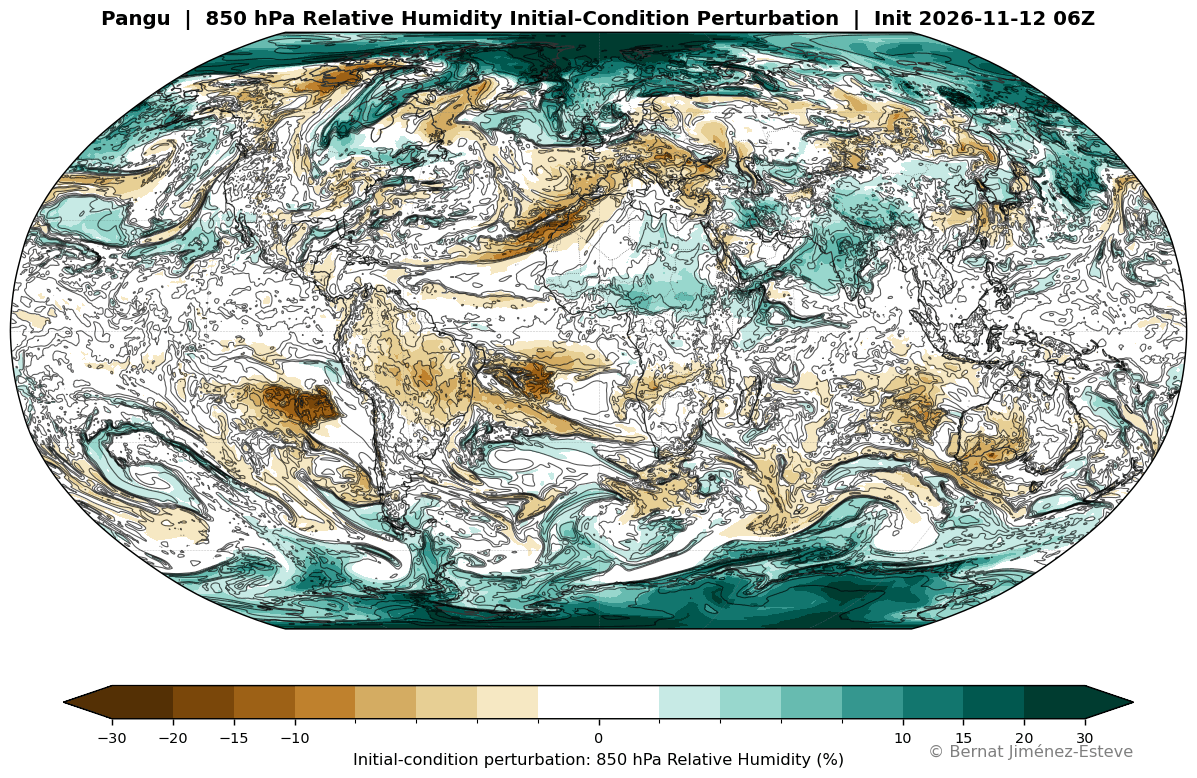 Pangu | 850 hPa Relative Humidity Initial-Condition Perturbation | Init 2026-11-12 06Z
−30 −20 −15 −10 0 10 15 20 30
Initial-condition perturbation: 850 hPa Relative Humidity (%)
© Bernat Jiménez-Esteve